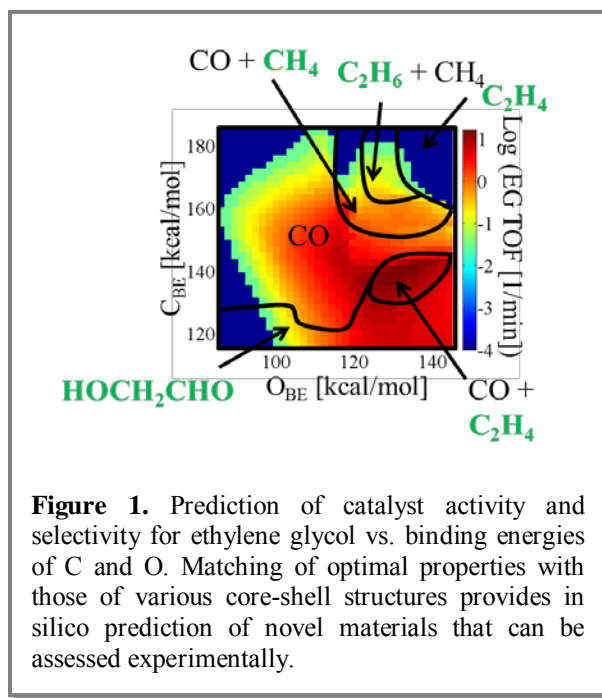 CO + CH₄
C₂H₆ + CH₄
C₂H₄
180
160
140
120
C_BE [kcal/mol]
CO
100 120 140
O_BE [kcal/mol]
1
0
-1
-2
-3
-4
Log (EG TOF [1/min])
HOCH₂CHO
CO +
C₂H₄
Figure 1. Prediction of catalyst activity and
selectivity for ethylene glycol vs. binding energies
of C and O. Matching of optimal properties with
those of various core-shell structures provides in
silico prediction of novel materials that can be
assessed experimentally.